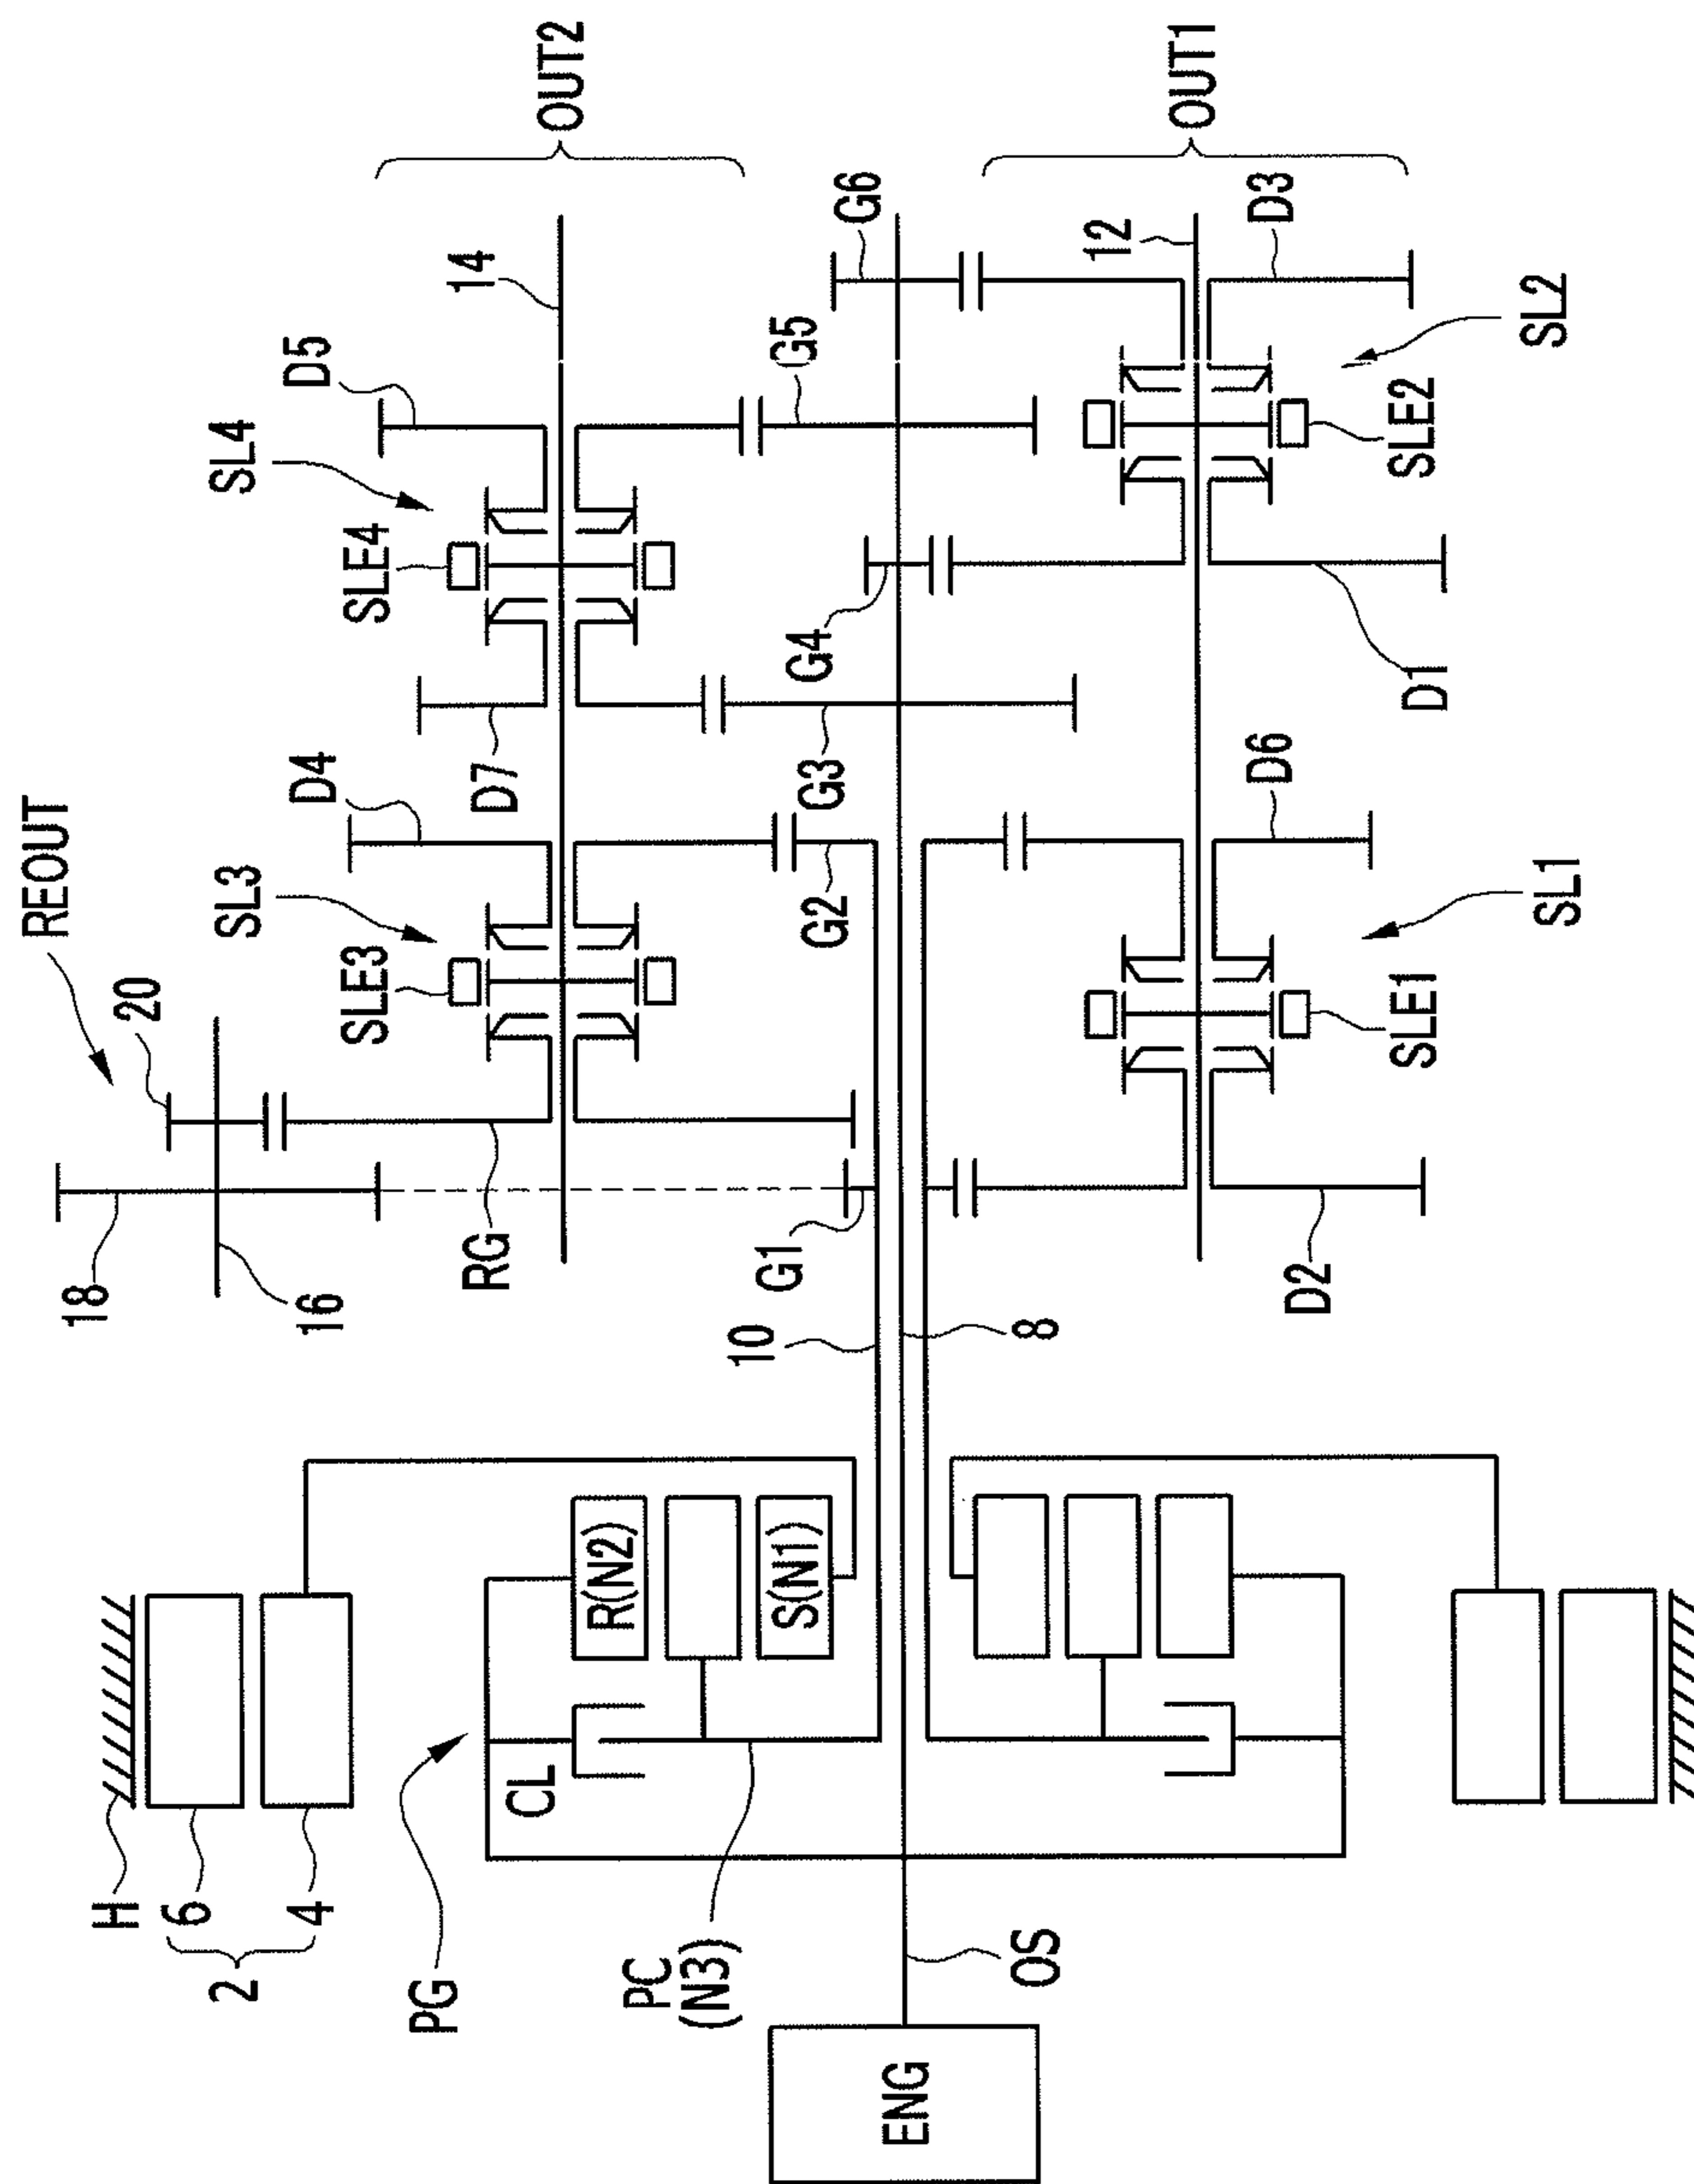 REOUT
18
20
16
RG
SL3
SLE3
D4
D7
SL4
SLE4
D5
14
OUT2
H
6
4
2
PG
CL
R(N2)
S(N1)
PC
(N3)
10
8
G1
G2
G3
G4
G5
G6
ENG
OS
D2
SLE1
SL1
D6
D1
SLE2
SL2
12
D3
OUT1